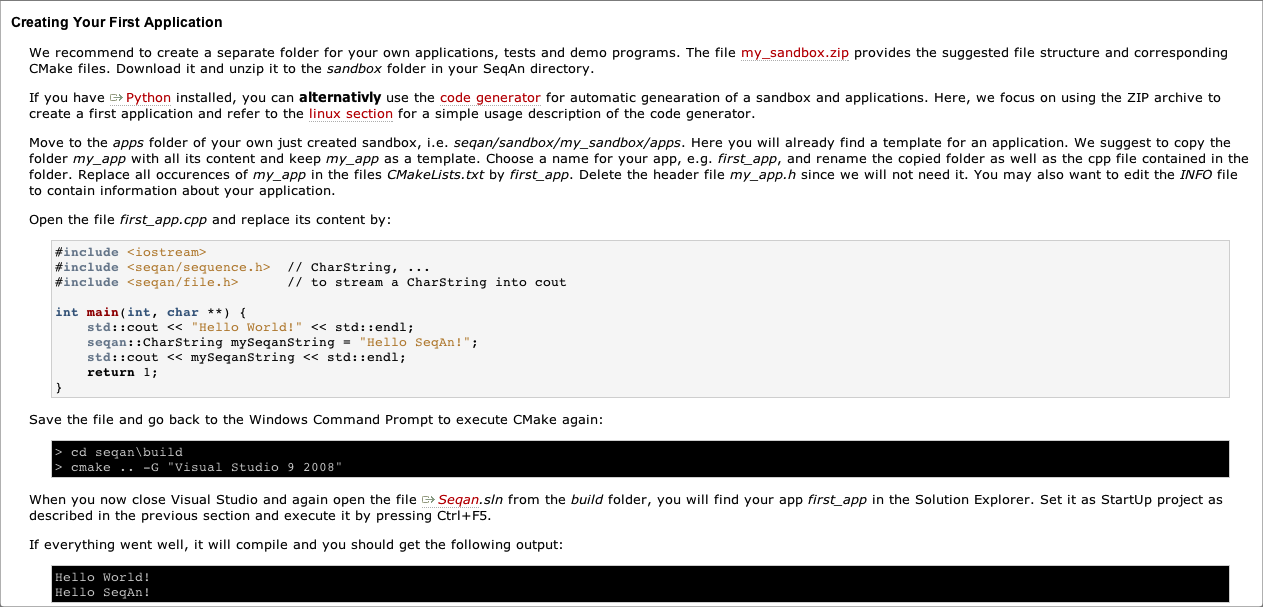 Creating Your First Application
We recommend to create a separate folder for your own applications, tests and demo programs. The file my_sandbox.zip provides the suggested file structure and corresponding
CMake files. Download it and unzip it to the sandbox folder in your SeqAn directory.
If you have Python installed, you can alternativly use the code generator for automatic genearation of a sandbox and applications. Here, we focus on using the ZIP archive to
create a first application and refer to the linux section for a simple usage description of the code generator.
Move to the apps folder of your own just created sandbox, i.e. seqan/sandbox/my_sandbox/apps. Here you will already find a template for an application. We suggest to copy the
folder my_app with all its content and keep my_app as a template. Choose a name for your app, e.g. first_app, and rename the copied folder as well as the cpp file contained in the
folder. Replace all occurences of my_app in the files CMakeLists.txt by first_app. Delete the header file my_app.h since we will not need it. You may also want to edit the INFO file
to contain information about your application.
Open the file first_app.cpp and replace its content by:
#include <iostream>
#include <seqan/sequence.h>  // CharString, ...
#include <seqan/file.h>      // to stream a CharString into cout
int main(int, char **) {
    std::cout << "Hello World!" << std::endl;
    seqan::CharString mySeqanString = "Hello SeqAn!";
    std::cout << mySeqanString << std::endl;
    return 1;
}
Save the file and go back to the Windows Command Prompt to execute CMake again:
> cd seqan\build
> cmake .. -G "Visual Studio 9 2008"
When you now close Visual Studio and again open the file Seqan.sln from the build folder, you will find your app first_app in the Solution Explorer. Set it as StartUp project as
described in the previous section and execute it by pressing Ctrl+F5.
If everything went well, it will compile and you should get the following output:
Hello World!
Hello SeqAn!